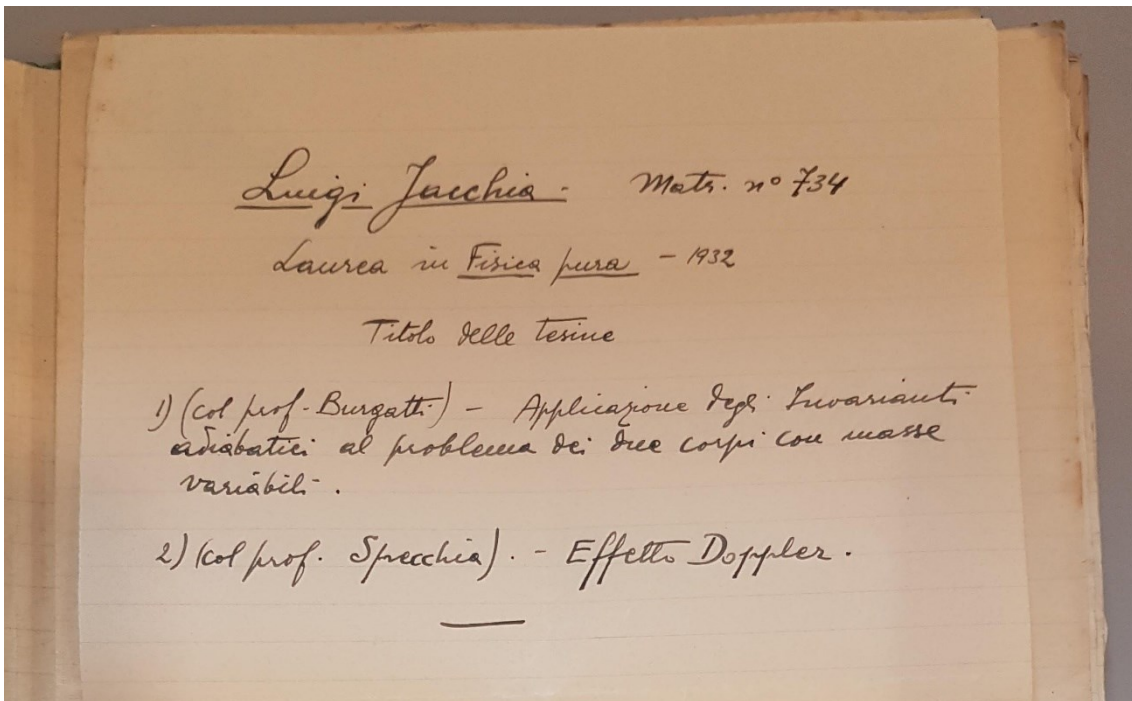 Luigi Jacchia. Matr. nº 734
Laurea in Fisica pura - 1932
Titolo delle tesine
1) (col prof. Burgatti) - Applicazione degli Invarianti
adiabatici al problema dei due corpi con masse
variabili.
2) (col prof. Specchia). - Effetto Doppler.